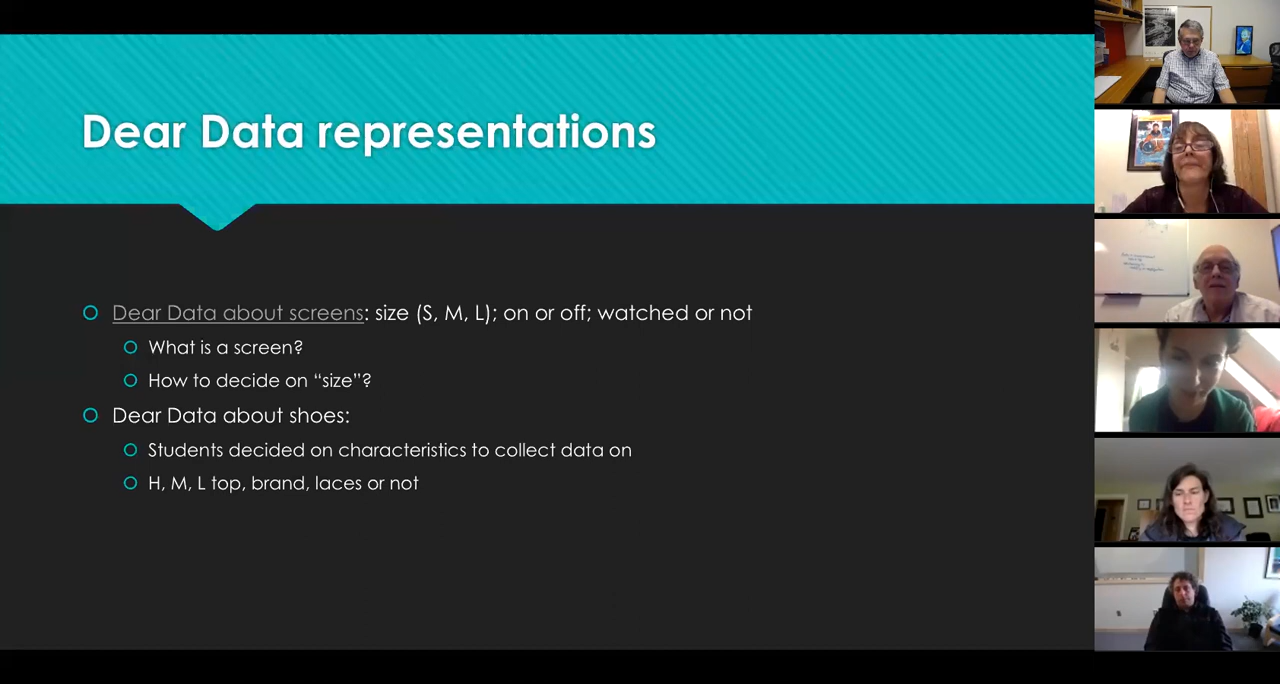 Dear Data representations
Dear Data about screens: size (S, M, L); on or off; watched or not
What is a screen?
How to decide on “size”?
Dear Data about shoes:
Students decided on characteristics to collect data on
H, M, L top, brand, laces or not